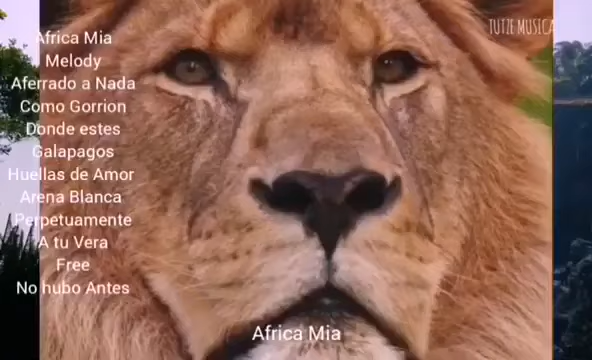 TUTZE MUSICA
Africa Mia
Melody
Aferrado a Nada
Como Gorrion
Donde estes
Galapagos
Huellas de Amor
Arena Blanca
Perpetuamente
A tu Vera
Free
No hubo Antes
Africa Mia